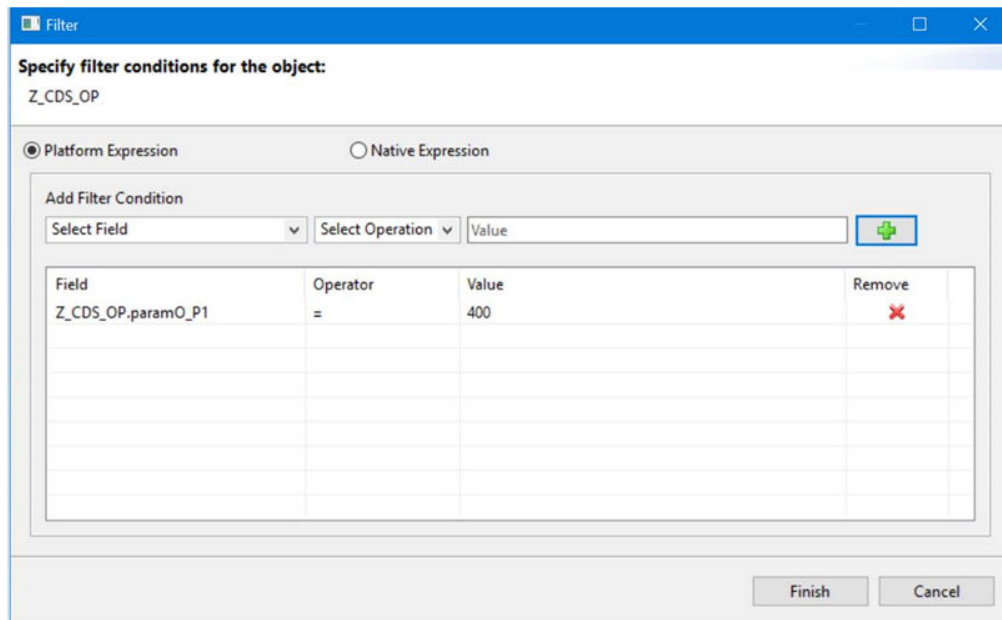 Filter
Specify filter conditions for the object:
Z_CDS_OP
Platform Expression Native Expression
Add Filter Condition
Select Field Select Operation Value
Field Operator Value Remove
Z_CDS_OP.paramO_P1 = 400
Finish Cancel